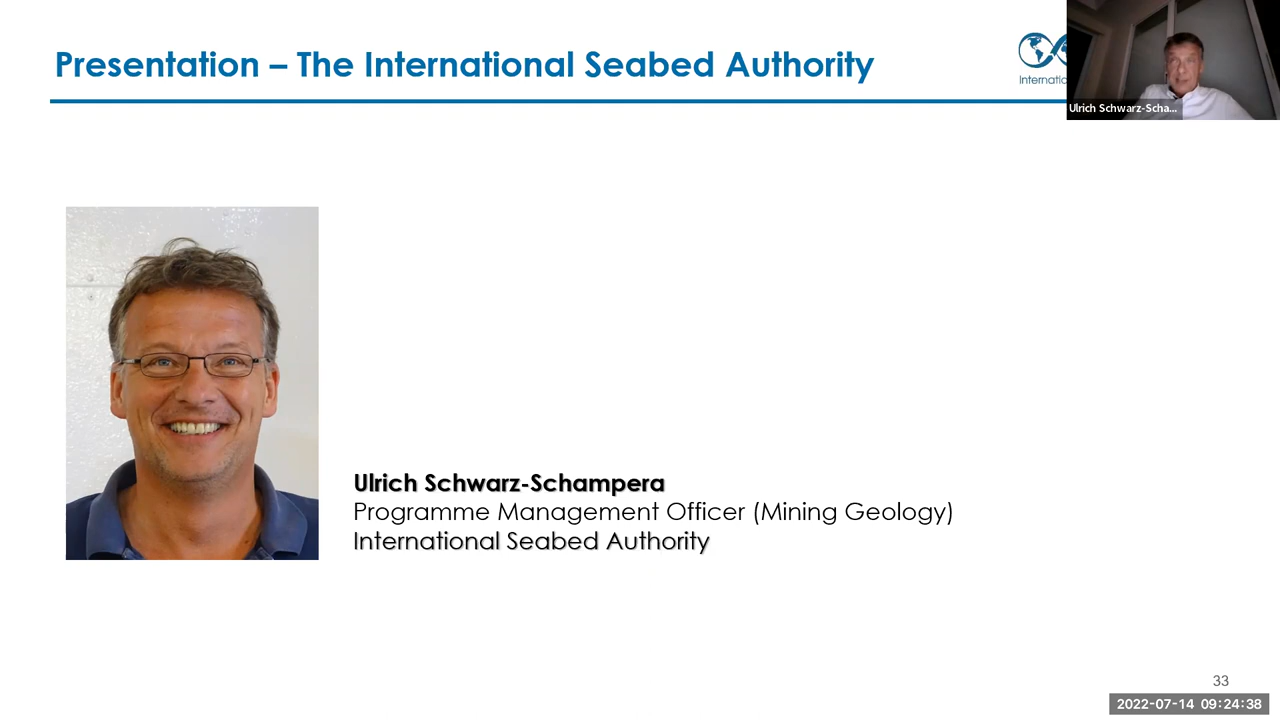 Presentation – The International Seabed Authority
Internatio
Ulrich Schwarz-Scha...
Ulrich Schwarz-Schampera
Programme Management Officer (Mining Geology)
International Seabed Authority
33
2022-07-14 09:24:38